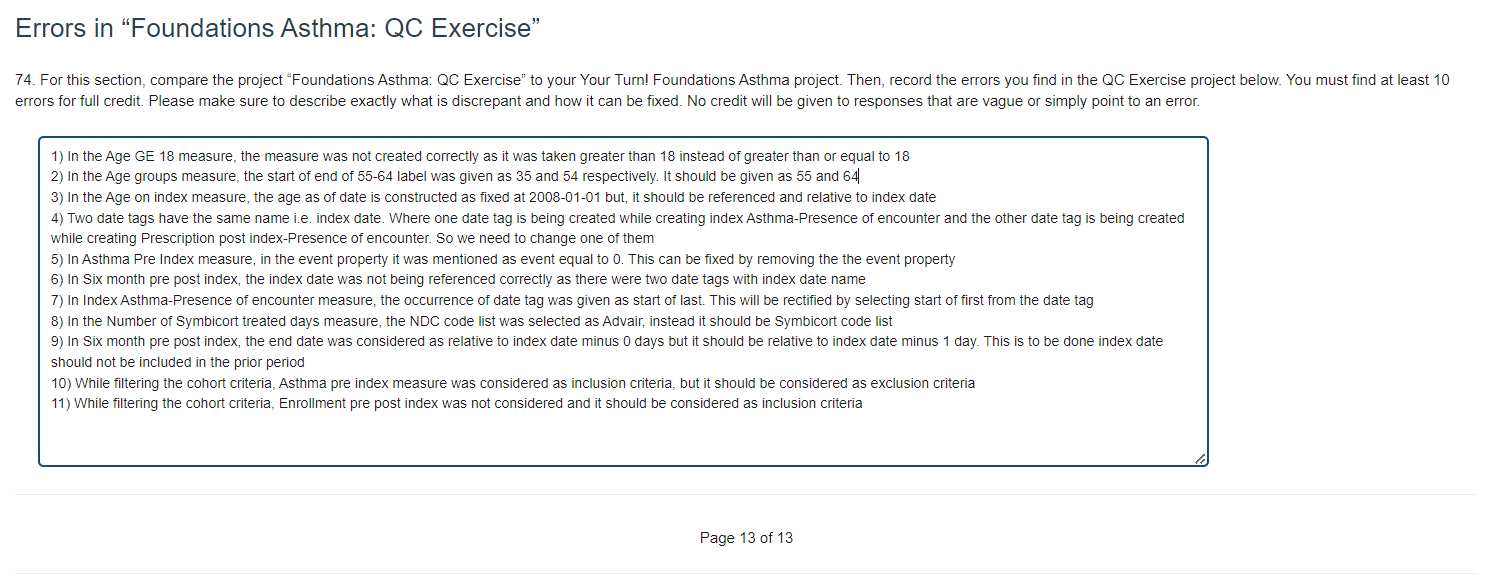 Errors in “Foundations Asthma: QC Exercise”
74. For this section, compare the project “Foundations Asthma: QC Exercise” to your Your Turn! Foundations Asthma project. Then, record the errors you find in the QC Exercise project below. You must find at least 10
errors for full credit. Please make sure to describe exactly what is discrepant and how it can be fixed. No credit will be given to responses that are vague or simply point to an error.
1) In the Age GE 18 measure, the measure was not created correctly as it was taken greater than 18 instead of greater than or equal to 18
2) In the Age groups measure, the start of end of 55-64 label was given as 35 and 54 respectively. It should be given as 55 and 64
3) In the Age on index measure, the age as of date is constructed as fixed at 2008-01-01 but, it should be referenced and relative to index date
4) Two date tags have the same name i.e. index date. Where one date tag is being created while creating index Asthma-Presence of encounter and the other date tag is being created
while creating Prescription post index-Presence of encounter. So we need to change one of them
5) In Asthma Pre Index measure, in the event property it was mentioned as event equal to 0. This can be fixed by removing the the event property
6) In Six month pre post index, the index date was not being referenced correctly as there were two date tags with index date name
7) In Index Asthma-Presence of encounter measure, the occurrence of date tag was given as start of last. This will be rectified by selecting start of first from the date tag
8) In the Number of Symbicort treated days measure, the NDC code list was selected as Advair, instead it should be Symbicort code list
9) In Six month pre post index, the end date was considered as relative to index date minus 0 days but it should be relative to index date minus 1 day. This is to be done index date
should not be included in the prior period
10) While filtering the cohort criteria, Asthma pre index measure was considered as inclusion criteria, but it should be considered as exclusion criteria
11) While filtering the cohort criteria, Enrollment pre post index was not considered and it should be considered as inclusion criteria
Page 13 of 13